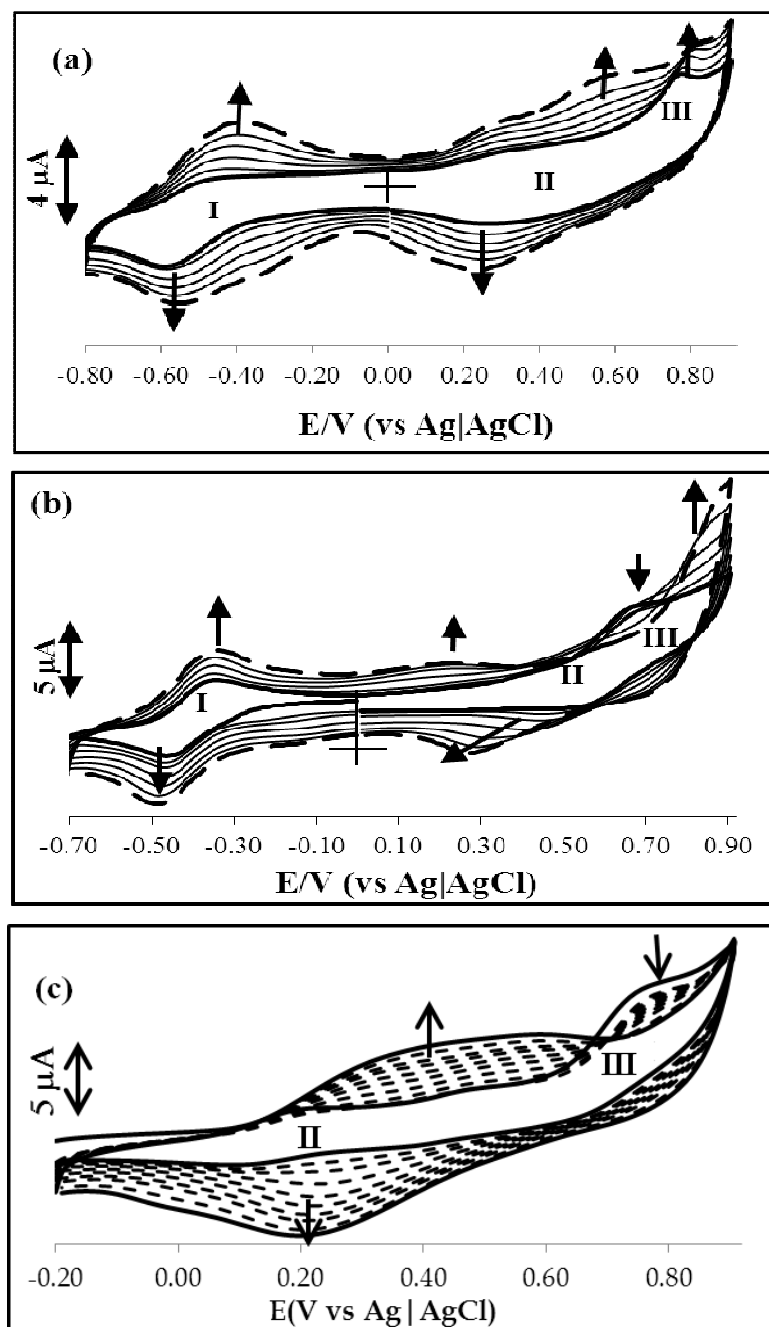 (a)
III
4 μA
I
II
-0.80 -0.60 -0.40 -0.20 0.00 0.20 0.40 0.60 0.80
E/V (vs Ag|AgCl)
(b)
5 μA
III
II
I
-0.70 -0.50 -0.30 -0.10 0.10 0.30 0.50 0.70 0.90
E/V (vs Ag|AgCl)
(c)
5 μA
III
II
-0.20 0.00 0.20 0.40 0.60 0.80
E(V vs Ag|AgCl)